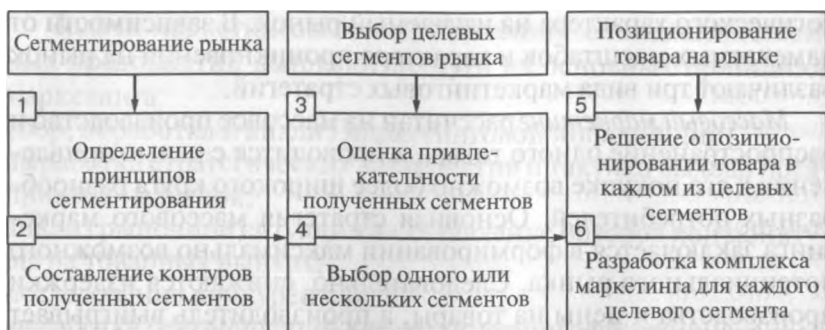 Сегментирование рынка
1
Определение
принципов
сегментирования
2
Составление контуров
полученных сегментов
Выбор целевых
сегментов рынка
3
Оценка привле-
кательности
полученных сегментов
4
Выбор одного или
нескольких сегментов
Позиционирование
товара на рынке
5
Решение о позицио-
нировании товара в
каждом из целевых
сегментов
6
Разработка комплекса
маркетинга для каждого
целевого сегмента